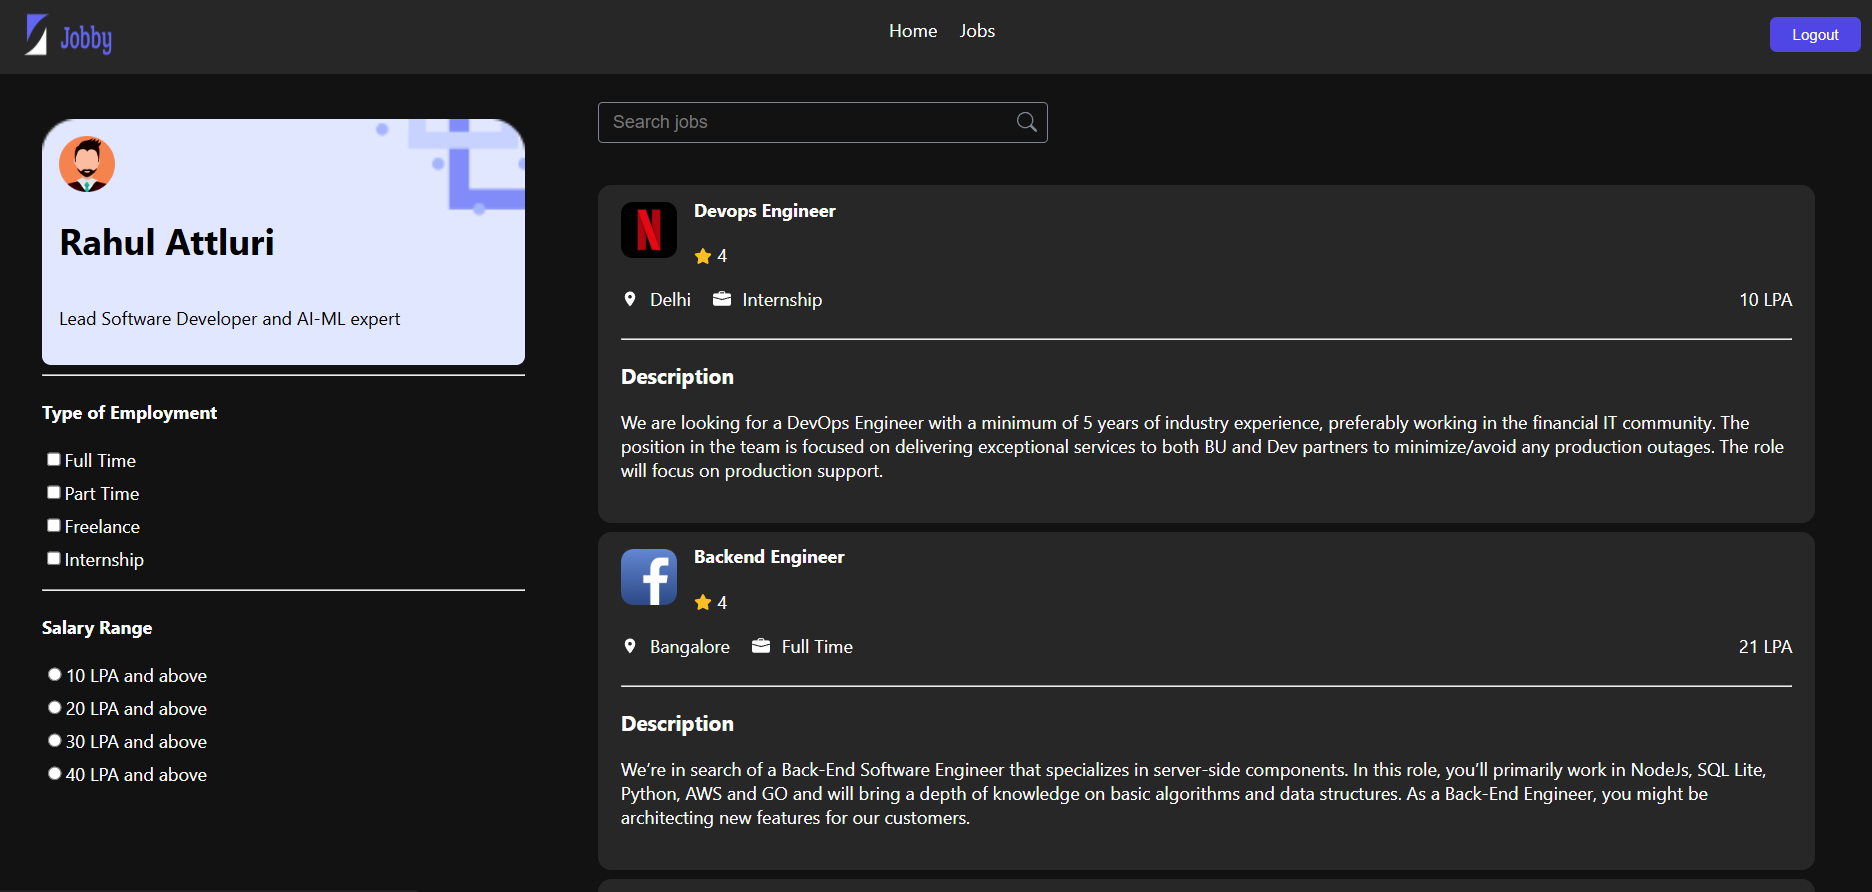 Jobby
Home
Jobs
Logout
Rahul Attluri
Lead Software Developer and AI-ML expert
Type of Employment
Full Time
Part Time
Freelance
Internship
Salary Range
10 LPA and above
20 LPA and above
30 LPA and above
40 LPA and above
Search jobs
N
Devops Engineer
4
Delhi
Internship
10 LPA
Description
We are looking for a DevOps Engineer with a minimum of 5 years of industry experience, preferably working in the financial IT community. The
position in the team is focused on delivering exceptional services to both BU and Dev partners to minimize/avoid any production outages. The role
will focus on production support.
f
Backend Engineer
4
Bangalore
Full Time
21 LPA
Description
We’re in search of a Back-End Software Engineer that specializes in server-side components. In this role, you’ll primarily work in NodeJs, SQL Lite,
Python, AWS and GO and will bring a depth of knowledge on basic algorithms and data structures. As a Back-End Engineer, you might be
architecting new features for our customers.